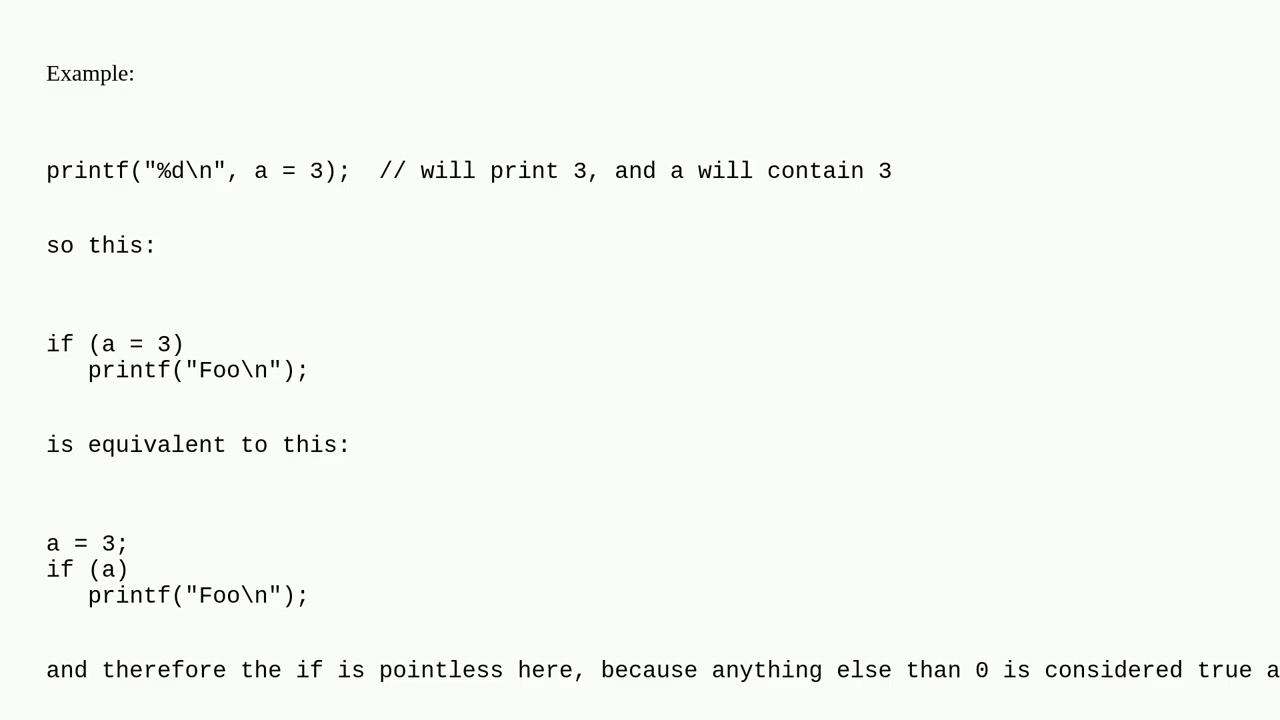 Example:
printf("%d\n", a = 3);  // will print 3, and a will contain 3
so this:
if (a = 3)
   printf("Foo\n");
is equivalent to this:
a = 3;
if (a)
   printf("Foo\n");
and therefore the if is pointless here, because anything else than 0 is considered true